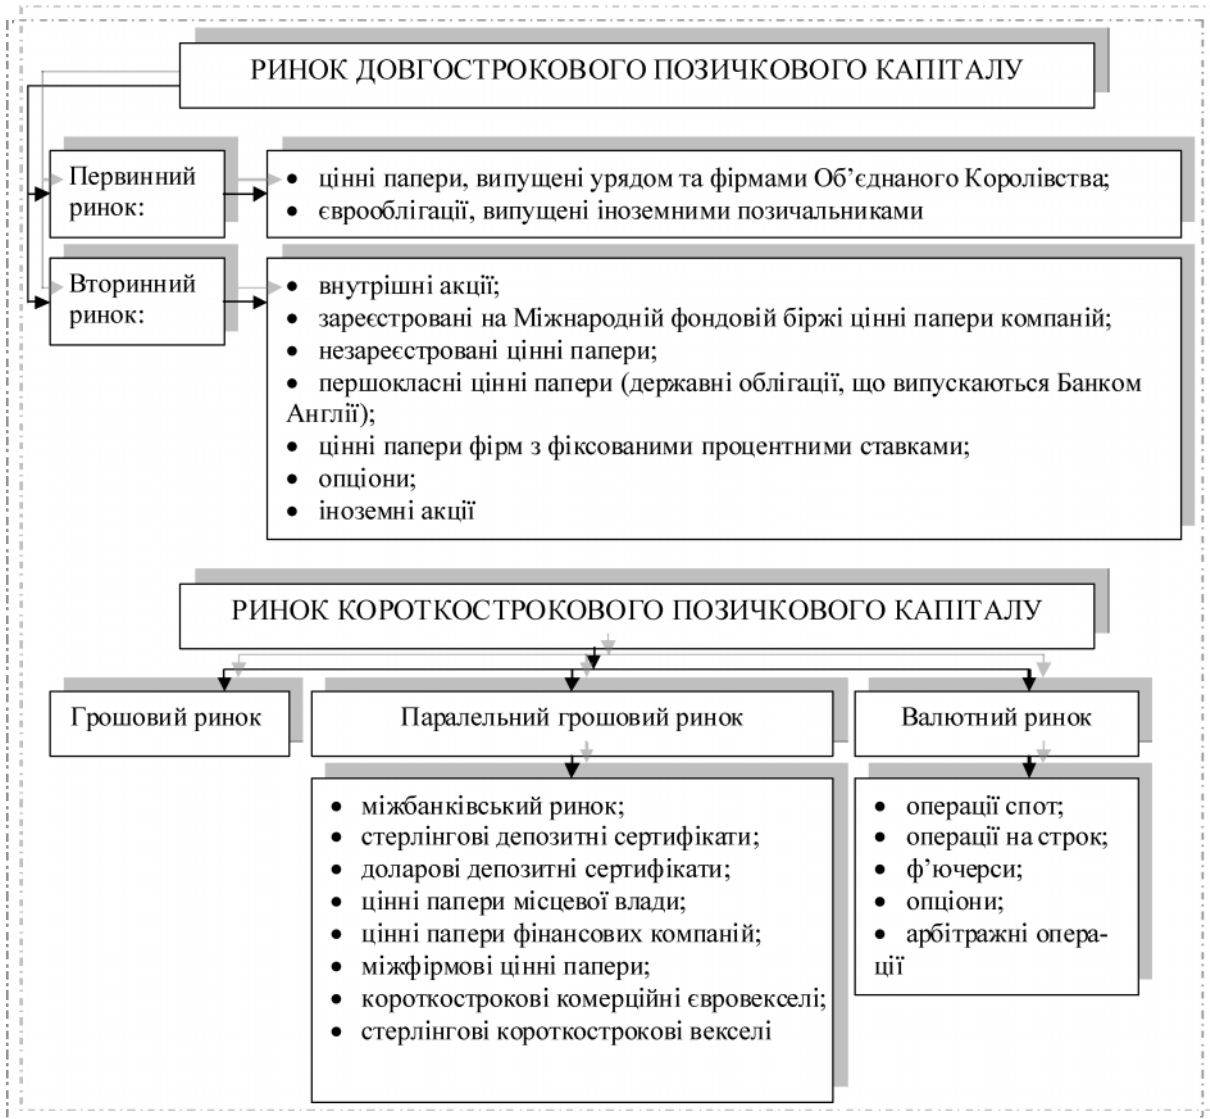 РИНОК ДОВГОСТРОКОВОГО ПОЗИЧКОВОГО КАПІТАЛУ
Первинний
ринок:
• цінні папери, випущені урядом та фірмами Об’єднаного Королівства;
• єврооблігації, випущені іноземними позичальниками
Вторинний
ринок:
• внутрішні акції;
• зареєстровані на Міжнародній фондовій біржі цінні папери компаній;
• незареєстровані цінні папери;
• першокласні цінні папери (державні облігації, що випускаються Банком
Англії);
• цінні папери фірм з фіксованими процентними ставками;
• опціони;
• іноземні акції
РИНОК КОРОТКОСТРОКОВОГО ПОЗИЧКОВОГО КАПІТАЛУ
Грошовий ринок
Паралельний грошовий ринок
• міжбанківський ринок;
• стерлінгові депозитні сертифікати;
• доларові депозитні сертифікати;
• цінні папери місцевої влади;
• цінні папери фінансових компаній;
• міжфірмові цінні папери;
• короткострокові комерційні євровекселі;
• стерлінгові короткострокові векселі
Валютний ринок
• операції спот;
• операції на строк;
• ф’ючерси;
• опціони;
• арбітражні опера-
ції